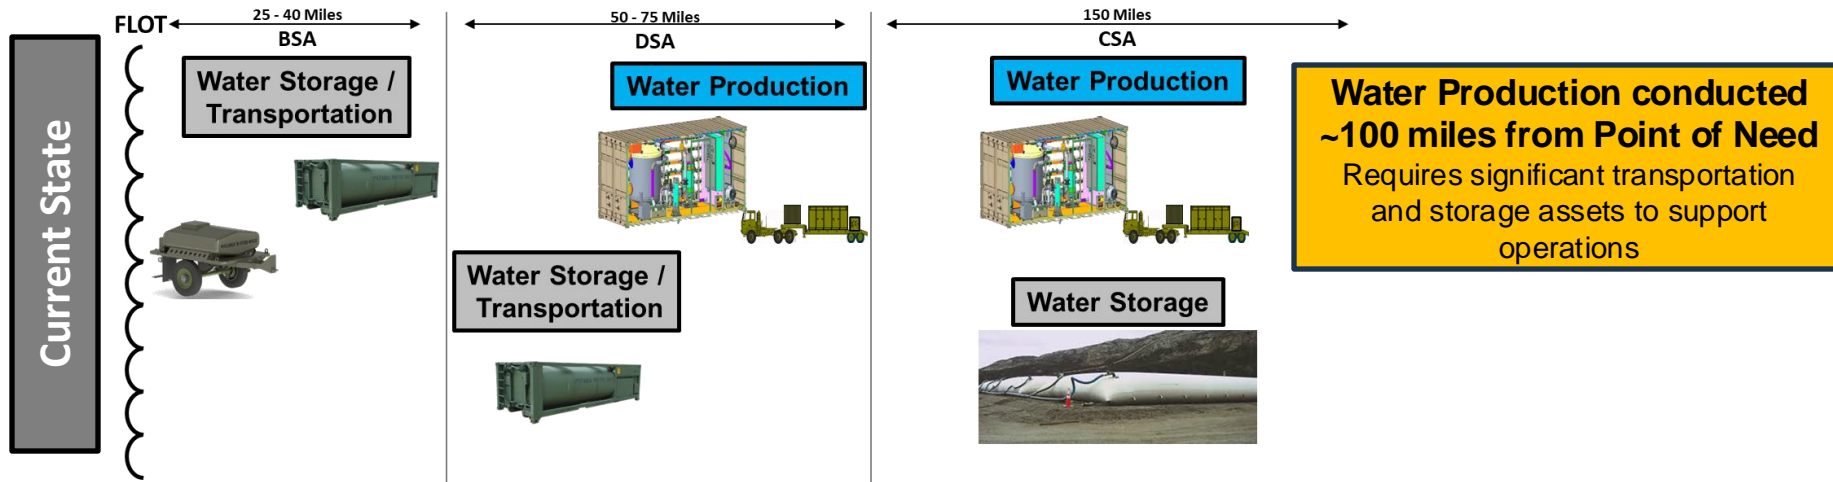 Current State
FLOT
25 - 40 Miles
BSA
Water Storage /
Transportation
50 - 75 Miles
DSA
Water Production
Water Storage /
Transportation
150 Miles
CSA
Water Production
Water Storage
Water Production conducted
~100 miles from Point of Need
Requires significant transportation
and storage assets to support
operations